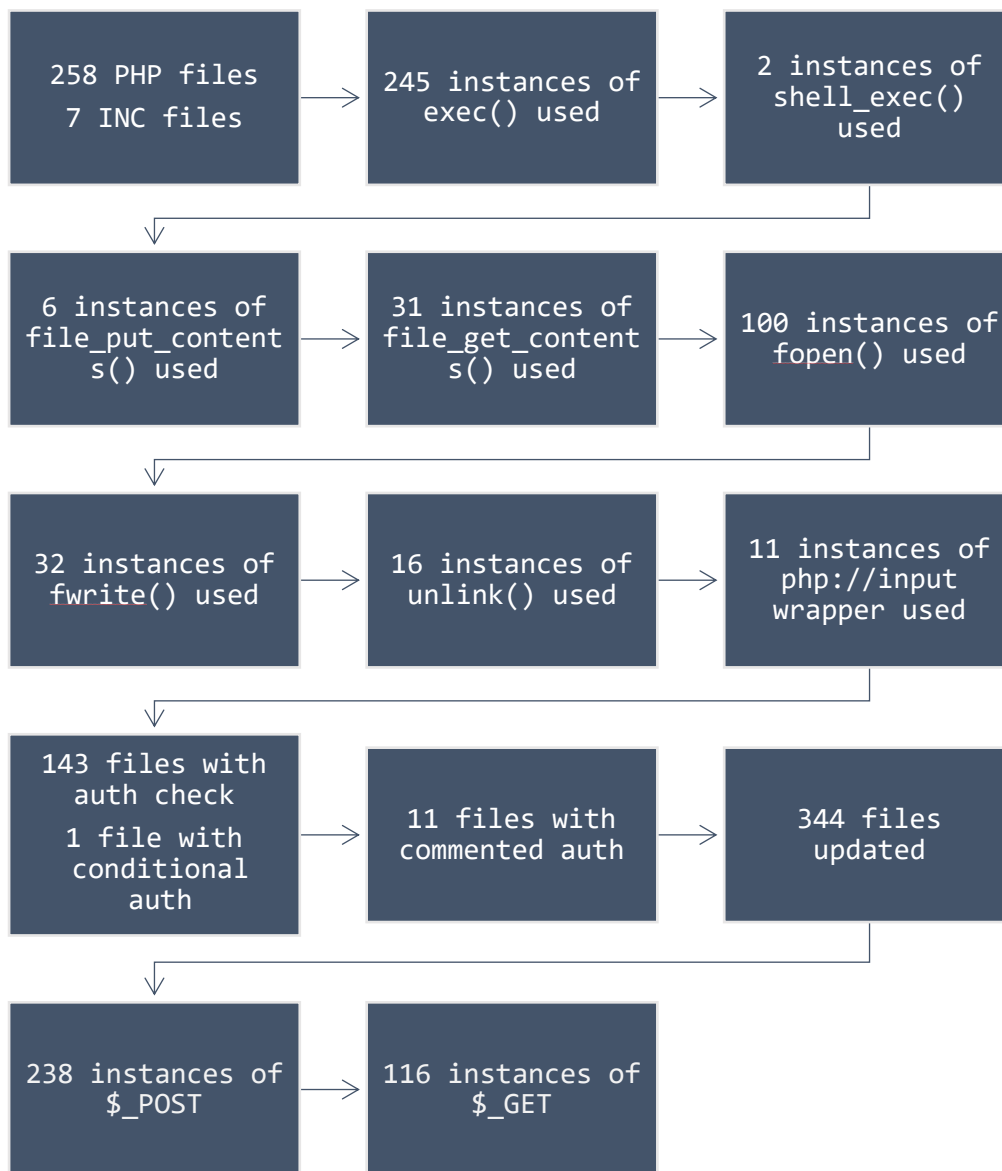 258 PHP files
7 INC files
245 instances of
exec() used
2 instances of
shell_exec()
used
6 instances of
file_put_content
s() used
31 instances of
file_get_content
s() used
100 instances of
fopen() used
32 instances of
fwrite() used
16 instances of
unlink() used
11 instances of
php://input
wrapper used
143 files with
auth check
1 file with
conditional
auth
11 files with
commented auth
344 files
updated
238 instances of
$_POST
116 instances of
$_GET